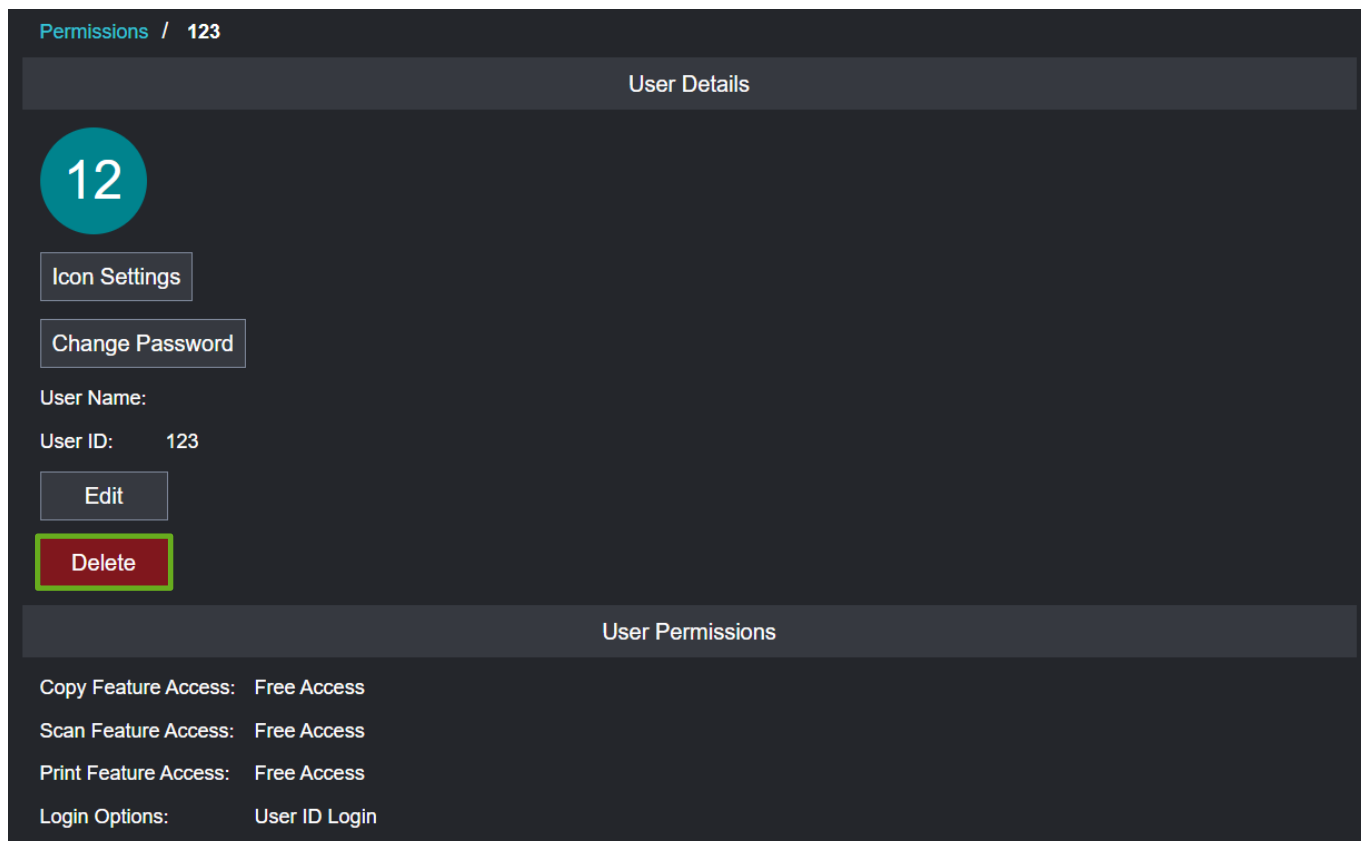 Permissions / 123
User Details
12
Icon Settings
Change Password
User Name:
User ID: 123
Edit
Delete
User Permissions
Copy Feature Access: Free Access
Scan Feature Access: Free Access
Print Feature Access: Free Access
Login Options: User ID Login